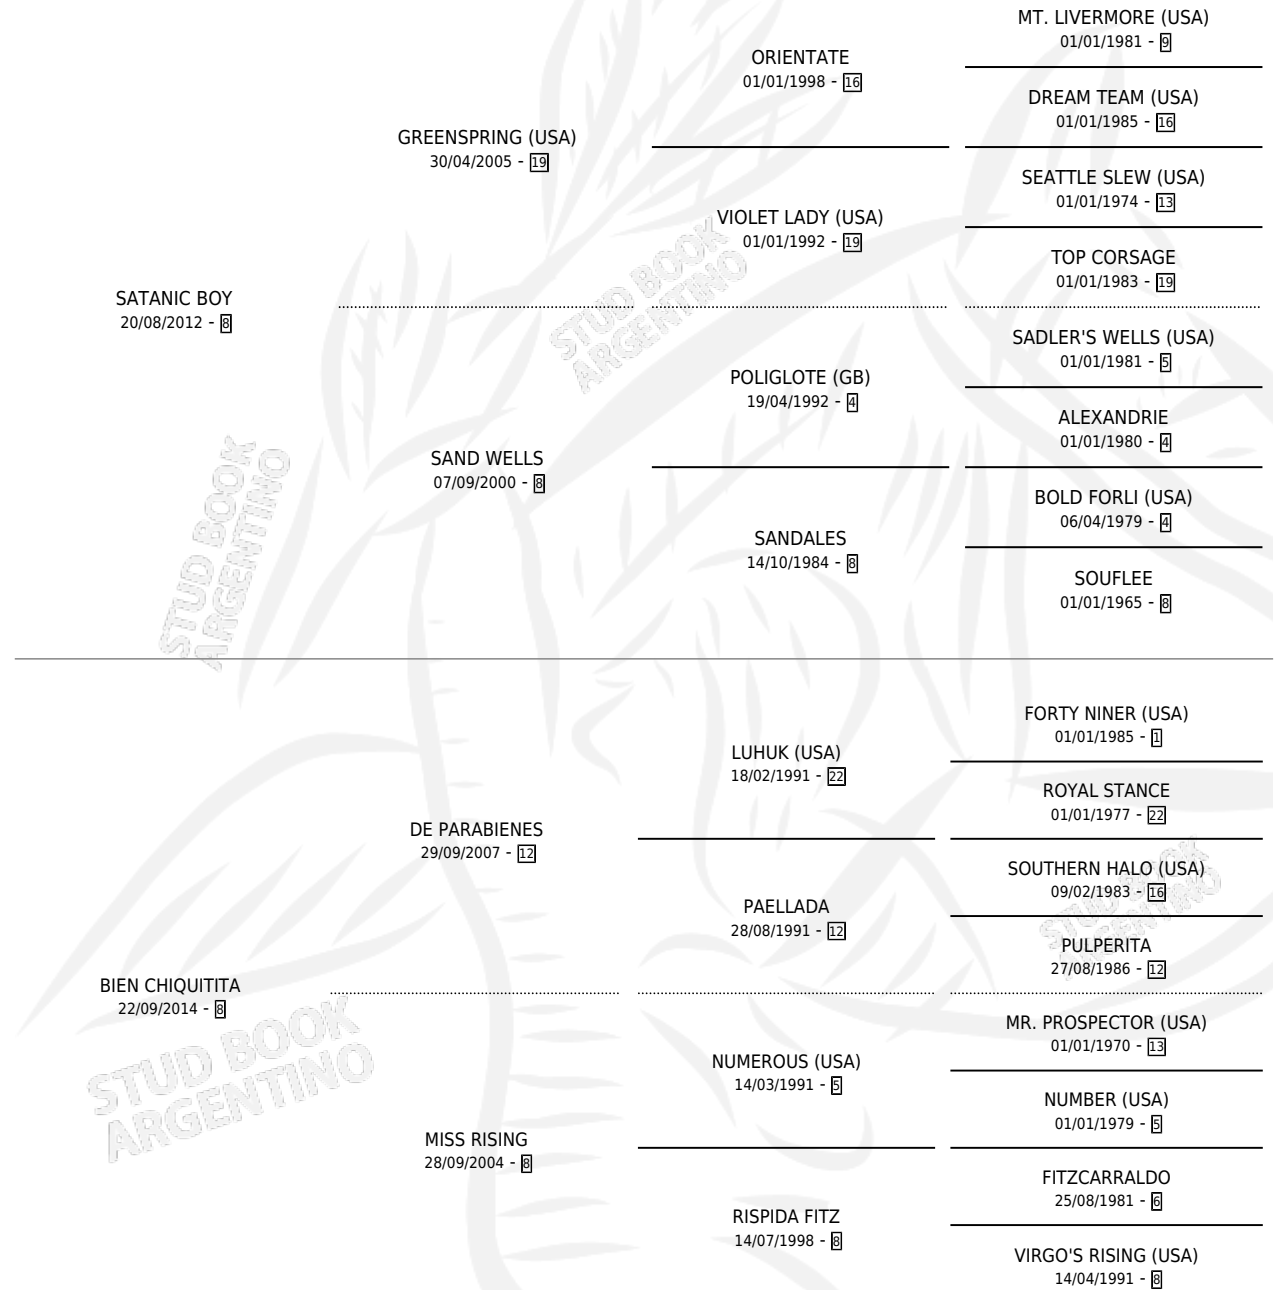 MT. LIVERMORE (USA)
01/01/1981 - 9
ORIENTATE
01/01/1998 - 16
DREAM TEAM (USA)
01/01/1985 - 16
GREENSPRING (USA)
30/04/2005 - 19
SEATTLE SLEW (USA)
01/01/1974 - 13
VIOLET LADY (USA)
01/01/1992 - 19
TOP CORSAGE
01/01/1983 - 19
SATANIC BOY
20/08/2012 - 8
SADLER'S WELLS (USA)
01/01/1981 - 5
POLIGLOTE (GB)
19/04/1992 - 4
ALEXANDRIE
01/01/1980 - 4
SAND WELLS
07/09/2000 - 8
BOLD FORLI (USA)
06/04/1979 - 4
SANDALES
14/10/1984 - 8
SOUFLEE
01/01/1965 - 8
FORTY NINER (USA)
01/01/1985 - 1
LUHUK (USA)
18/02/1991 - 22
ROYAL STANCE
01/01/1977 - 22
DE PARABIENES
29/09/2007 - 12
SOUTHERN HALO (USA)
09/02/1983 - 16
PAELLADA
28/08/1991 - 12
PULPERITA
27/08/1986 - 12
BIEN CHIQUITITA
22/09/2014 - 8
MR. PROSPECTOR (USA)
01/01/1970 - 13
NUMEROUS (USA)
14/03/1991 - 5
NUMBER (USA)
01/01/1979 - 5
MISS RISING
28/09/2004 - 8
FITZCARRALDO
25/08/1981 - 6
RISPIDA FITZ
14/07/1998 - 8
VIRGO'S RISING (USA)
14/04/1991 - 8
STUD BOOK
ARGENTINO
STUD BOOK
ARGENTINO
STUD BOOK
ARGENTINO
STUD BOOK
ARGENTINO